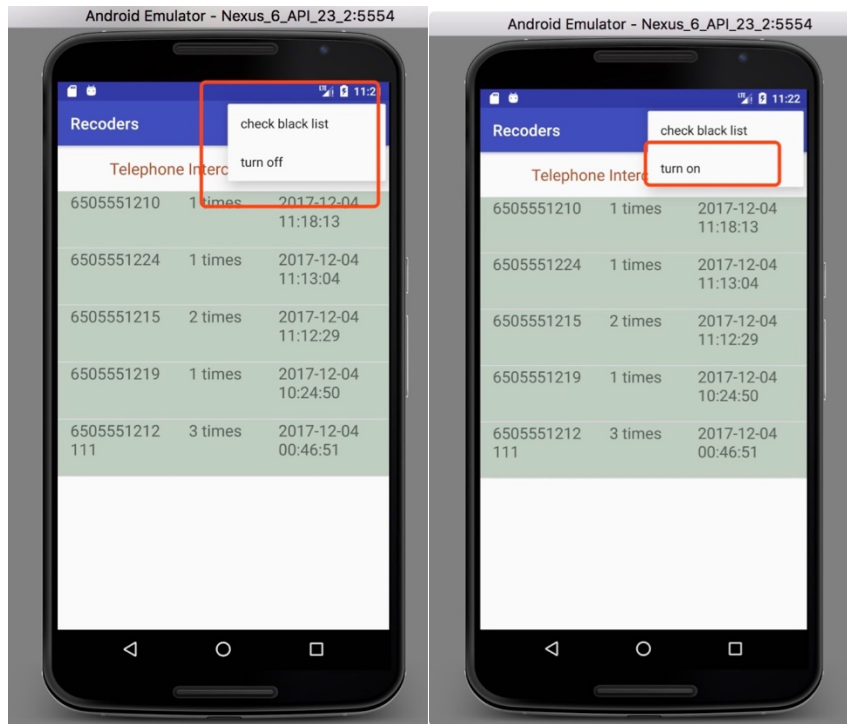 Android Emulator - Nexus_6_API_23_2:5554
11:2
Recoders
check black list
turn off
Telephone Interc
6505551210 1 times 2017-12-04
11:18:13
6505551224 1 times 2017-12-04
11:13:04
6505551215 2 times 2017-12-04
11:12:29
6505551219 1 times 2017-12-04
10:24:50
6505551212 3 times 2017-12-04
111 00:46:51
Android Emulator - Nexus_6_API_23_2:5554
11:22
Recoders
check black list
turn on
Telephone Interc
6505551210 1 times 2017-12-04
11:18:13
6505551224 1 times 2017-12-04
11:13:04
6505551215 2 times 2017-12-04
11:12:29
6505551219 1 times 2017-12-04
10:24:50
6505551212 3 times 2017-12-04
111 00:46:51